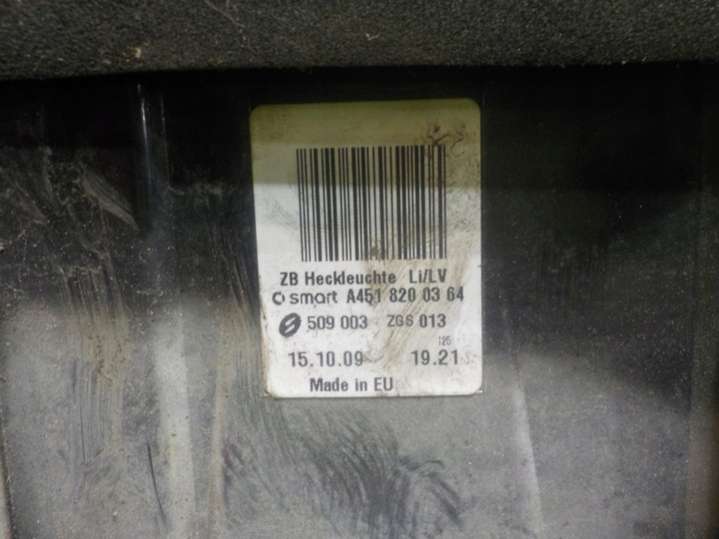 ZB Heckleuchte Li/LV
smart A451 820 03 64
509 003 ZGS 013
125
15.10.09 19.21
Made in EU